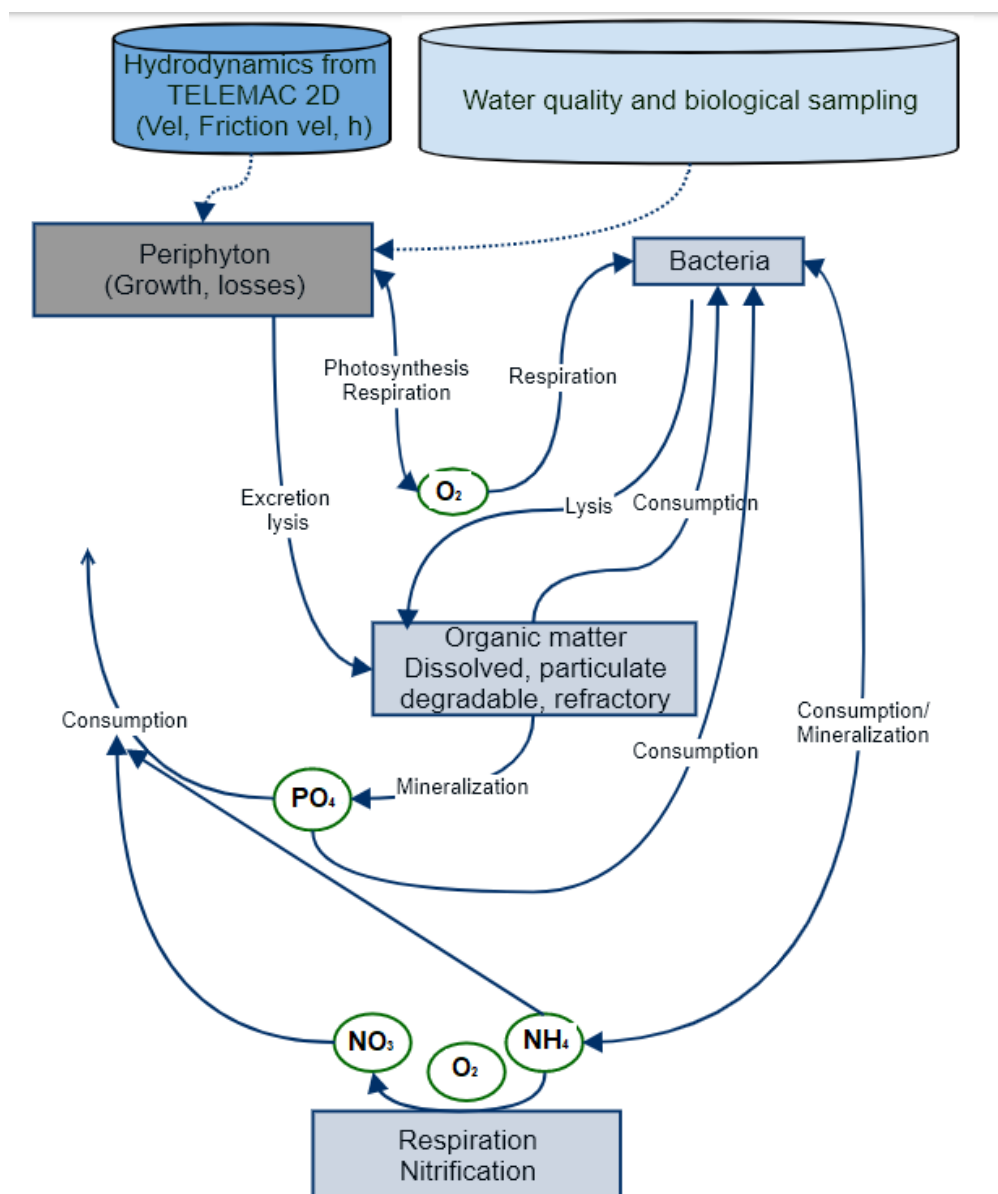 Hydrodynamics from
TELEMAC 2D
(Vel, Friction vel, h)
Water quality and biological sampling
Periphyton
(Growth, losses)
Bacteria
Photosynthesis
Respiration
Respiration
O₂
Excretion
lysis
Lysis
Consumption
Organic matter
Dissolved, particulate
degradable, refractory
Consumption
Consumption
Consumption/
Mineralization
Mineralization
PO₄
NO₃
O₂
NH₄
Respiration
Nitrification